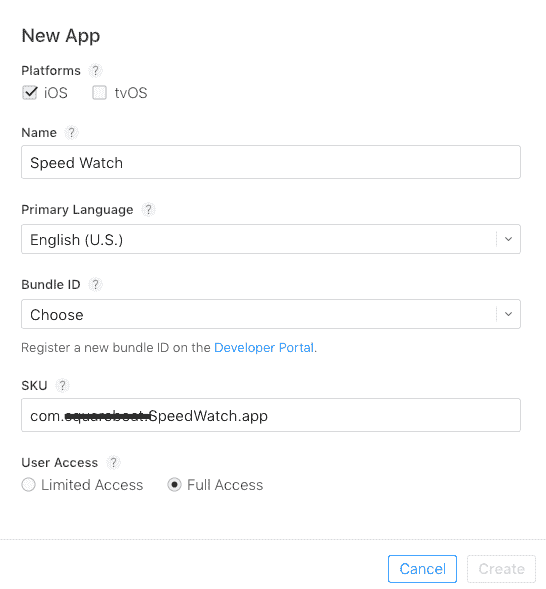 New App
Platforms ?
iOS tvOS
Name ?
Speed Watch
Primary Language ?
English (U.S.)
Bundle ID ?
Choose
Register a new bundle ID on the Developer Portal.
SKU ?
com. SpeedWatch.app
User Access ?
Limited Access Full Access
Cancel Create